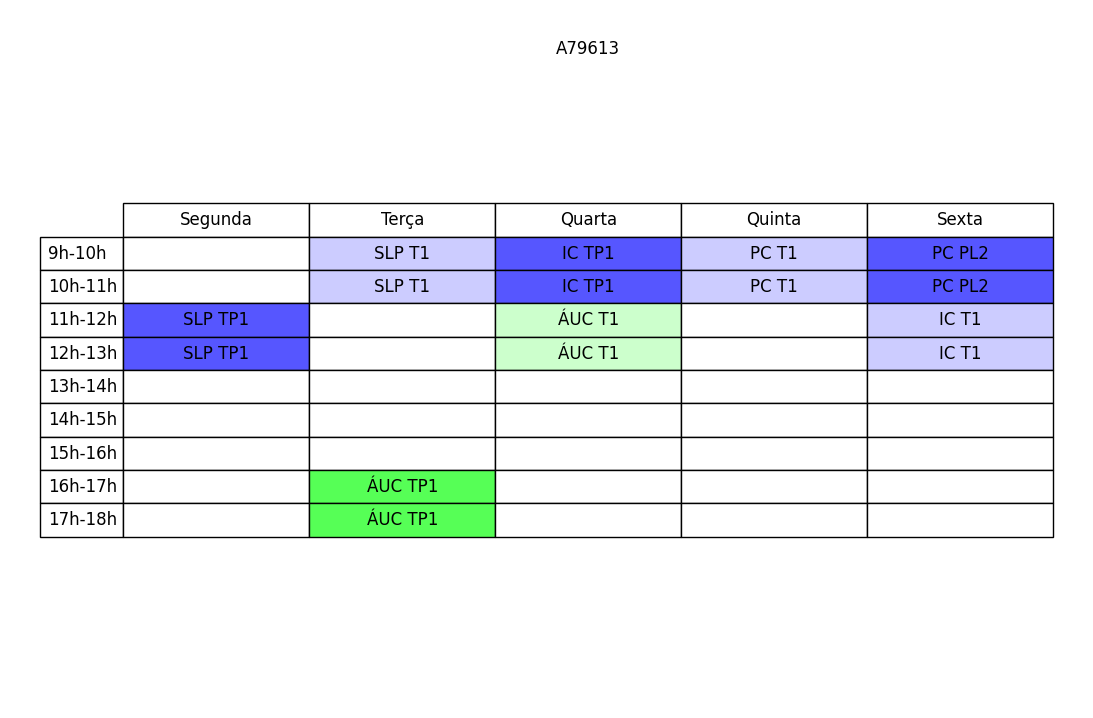 A79613
Segunda Terça Quarta Quinta Sexta
9h-10h SLP T1 IC TP1 PC T1 PC PL2
10h-11h SLP T1 IC TP1 PC T1 PC PL2
11h-12h SLP TP1 ÁUC T1 IC T1
12h-13h SLP TP1 ÁUC T1 IC T1
13h-14h
14h-15h
15h-16h
16h-17h ÁUC TP1
17h-18h ÁUC TP1